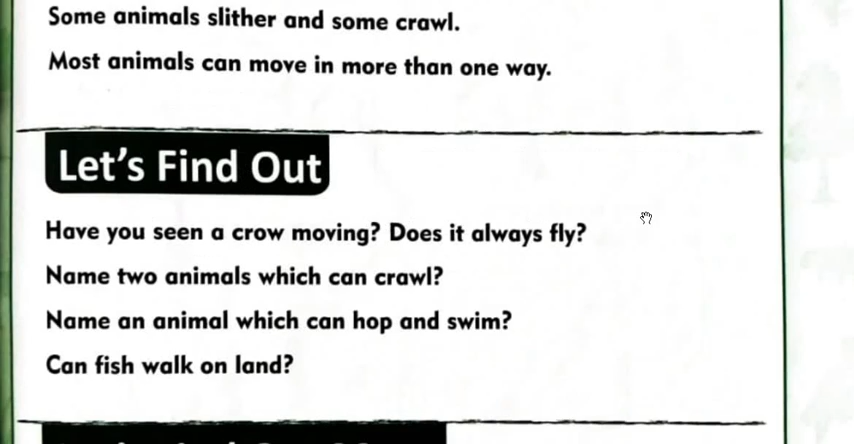 Some animals slither and some crawl.
Most animals can move in more than one way.
Let's Find Out
Have you seen a crow moving? Does it always fly?
Name two animals which can crawl?
Name an animal which can hop and swim?
Can fish walk on land?